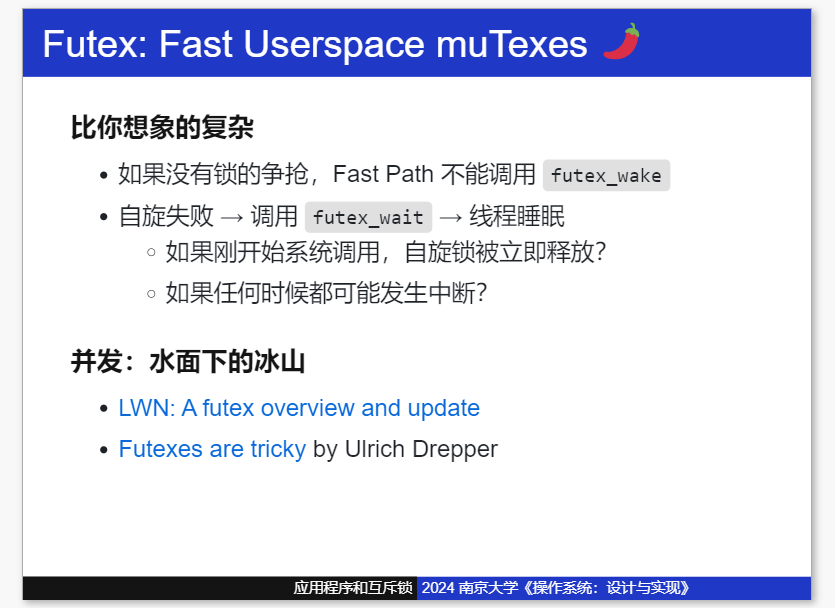 Futex: Fast Userspace muTexes 🌶️
比你想象的复杂
如果没有锁的争抢，Fast Path 不能调用 futex_wake
自旋失败 → 调用 futex_wait → 线程睡眠
如果刚开始系统调用，自旋锁被立即释放？
如果任何时候都可能发生中断？
并发：水面下的冰山
LWN: A futex overview and update
Futexes are tricky by Ulrich Drepper
应用程序和互斥锁 2024 南京大学《操作系统：设计与实现》